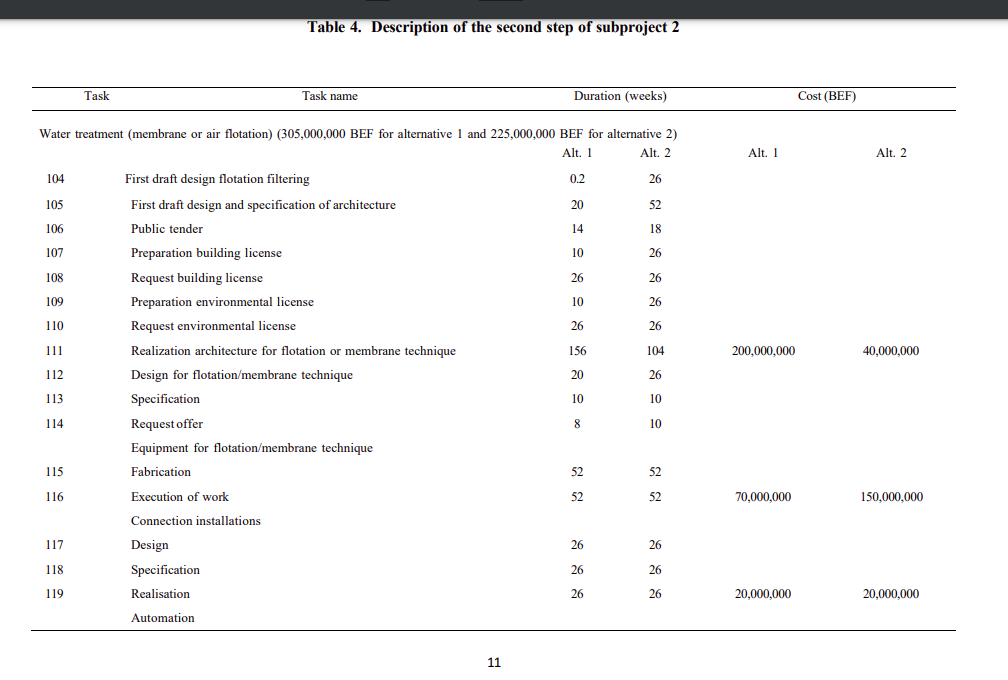 Table 4. Description of the second step of subproject 2
Task Task name Duration (weeks) Cost (BEF)
Water treatment (membrane or air flotation) (305,000,000 BEF for alternative 1 and 225,000,000 BEF for alternative 2)
Alt. 1 Alt. 2 Alt. 1 Alt. 2
104 First draft design flotation filtering 0.2 26
105 First draft design and specification of architecture 20 52
106 Public tender 14 18
107 Preparation building license 10 26
108 Request building license 26 26
109 Preparation environmental license 10 26
110 Request environmental license 26 26
111 Realization architecture for flotation or membrane technique 156 104 200,000,000 40,000,000
112 Design for flotation/membrane technique 20 26
113 Specification 10 10
114 Request offer 8 10
Equipment for flotation/membrane technique
115 Fabrication 52 52
116 Execution of work 52 52 70,000,000 150,000,000
Connection installations
117 Design 26 26
118 Specification 26 26
119 Realisation 26 26 20,000,000 20,000,000
Automation
11